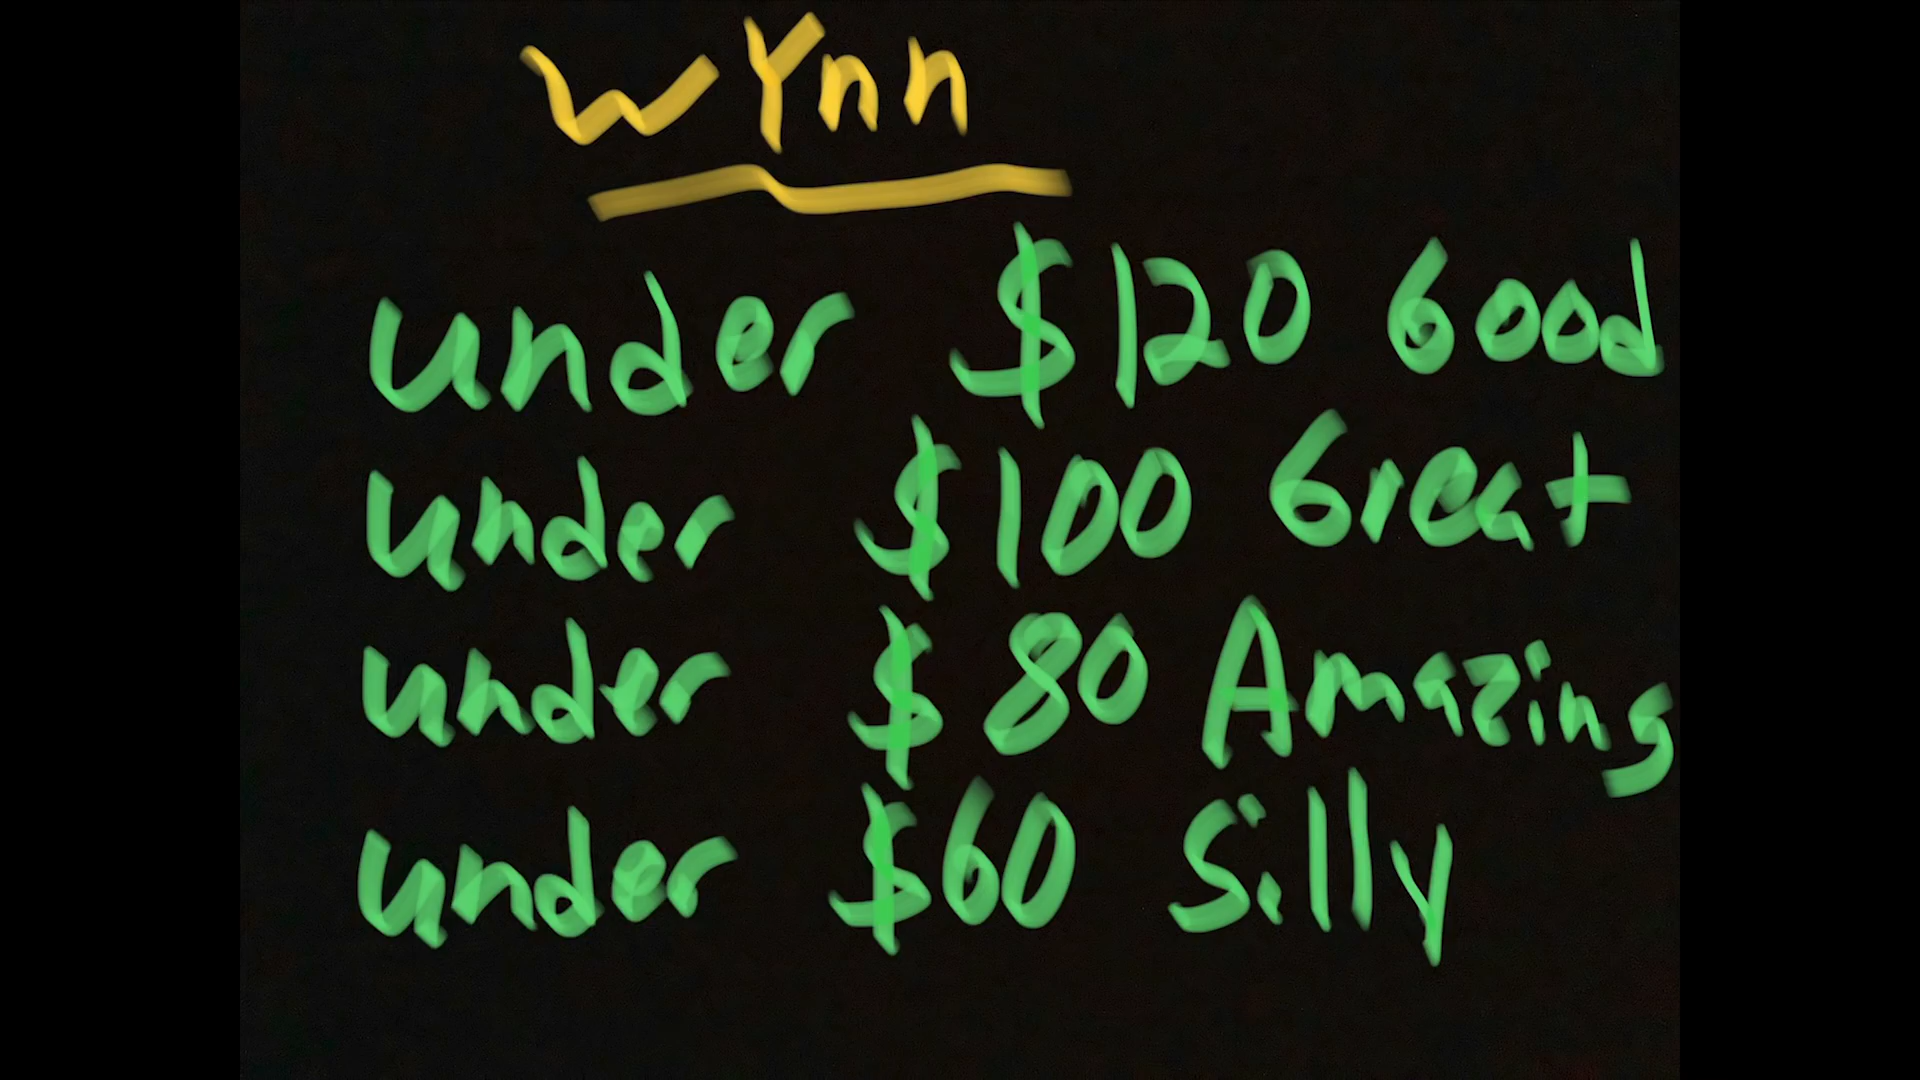 WYnn
under $120 Good
under $100 Great
under $80 Amazing
under $60 Silly